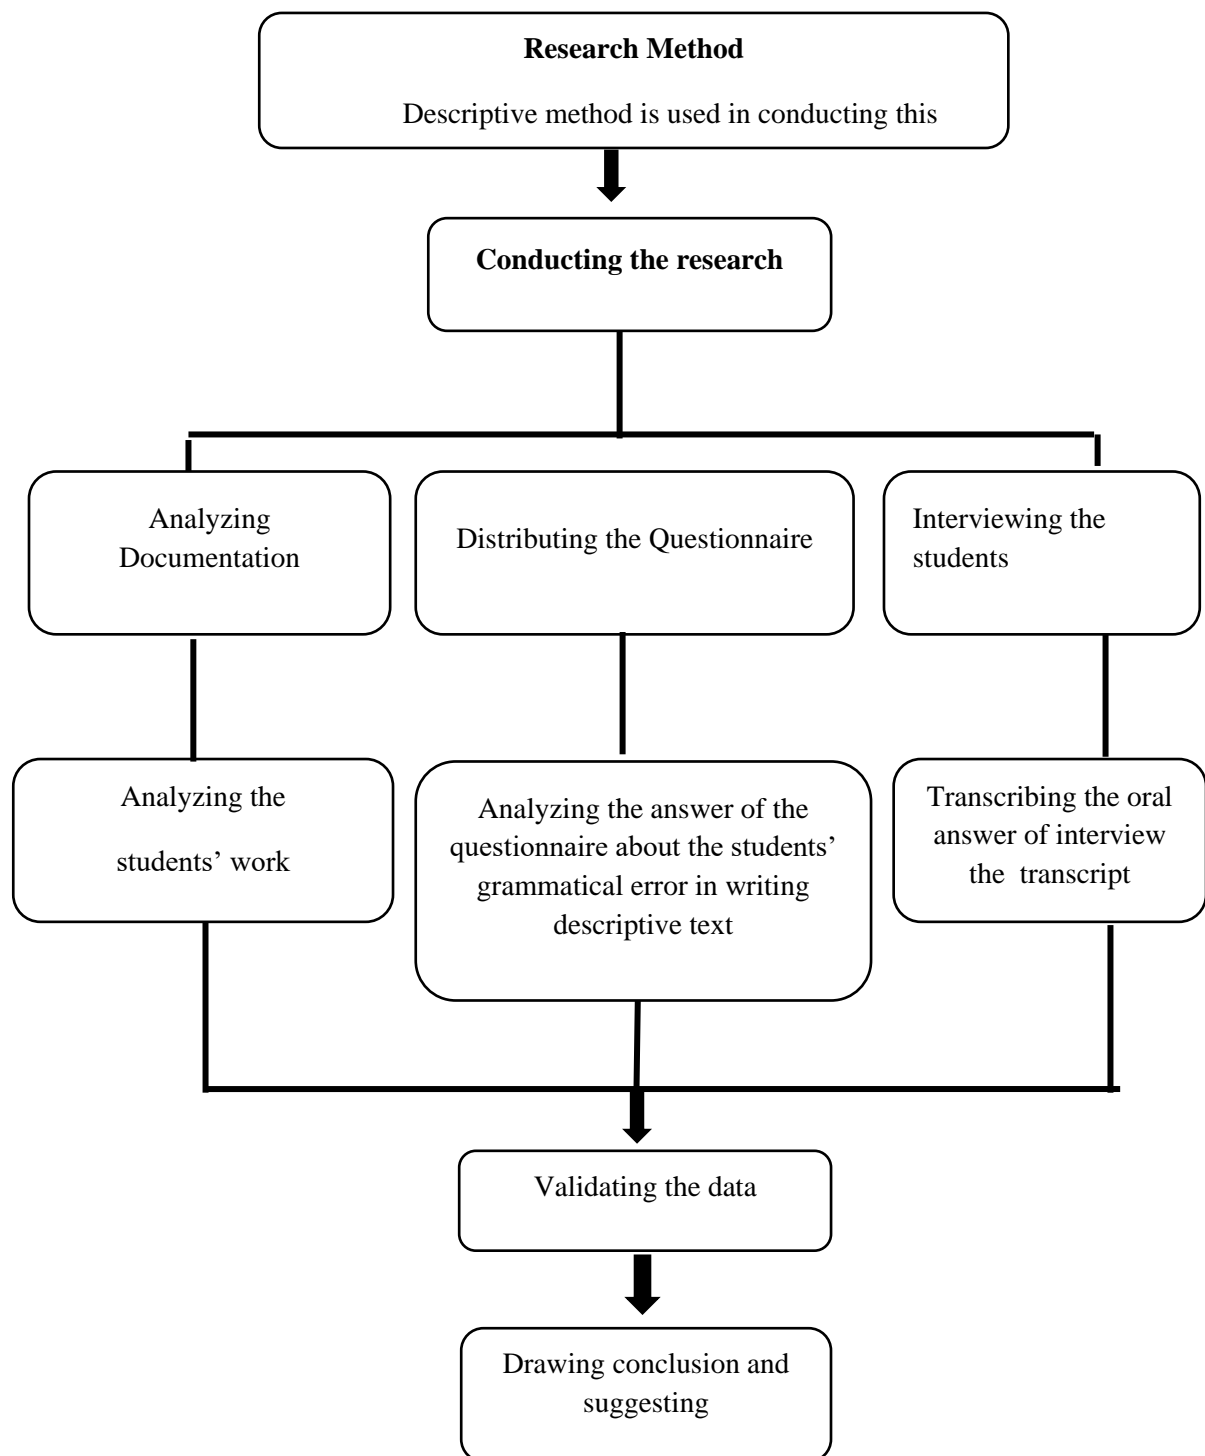 Research Method
Descriptive method is used in conducting this
Conducting the research
Analyzing
Documentation
Distributing the Questionnaire
Interviewing the
students
Analyzing the
students’ work
Analyzing the answer of the
questionnaire about the students’
grammatical error in writing
descriptive text
Transcribing the oral
answer of interview
the transcript
Validating the data
Drawing conclusion and
suggesting